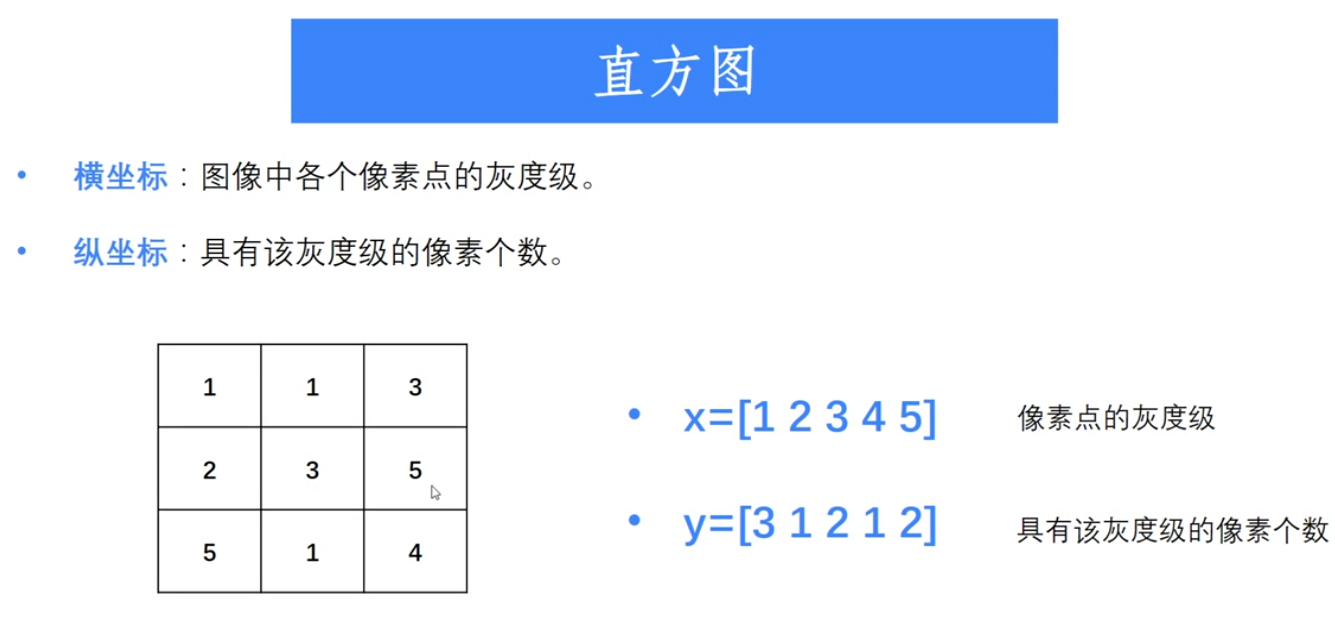 直方图
• 横坐标：图像中各个像素点的灰度级。
• 纵坐标：具有该灰度级的像素个数。
1 1 3
2 3 5
5 1 4
• x=[1 2 3 4 5] 像素点的灰度级
• y=[3 1 2 1 2] 具有该灰度级的像素个数